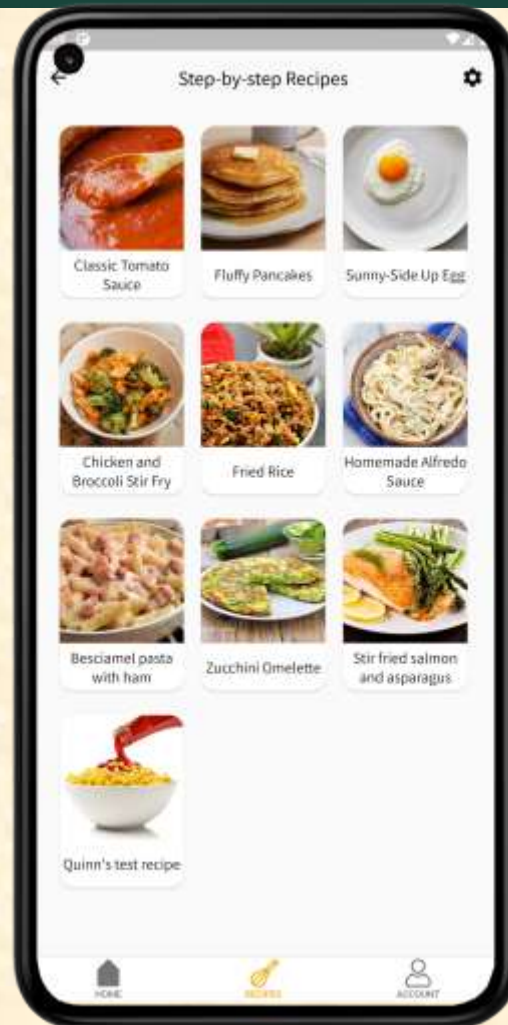 Step-by-step Recipes
Classic Tomato
Sauce
Fluffy Pancakes
Sunny-Side Up Egg
Chicken and
Broccoli Stir Fry
Fried Rice
Homemade Alfredo
Sauce
Besciamel pasta
with ham
Zucchini Omelette
Stir fried salmon
and asparagus
Quinn's test recipe
HOME
RECIPES
ACCOUNT